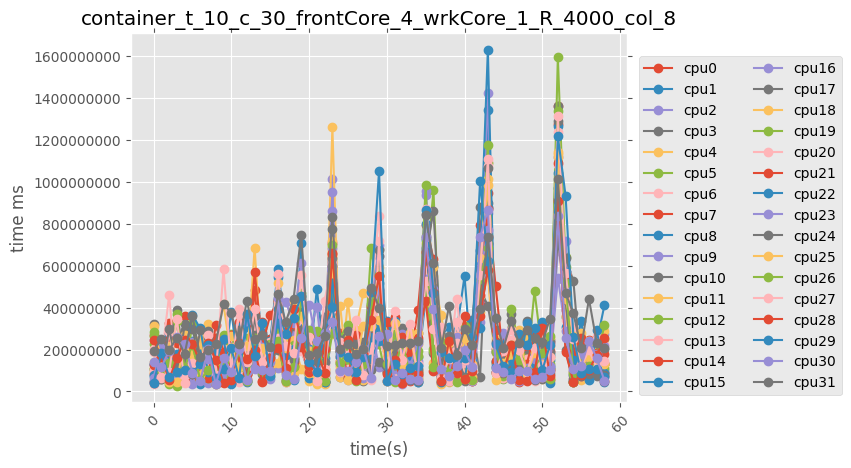 container_t_10_c_30_frontCore_4_wrkCore_1_R_4000_col_8
time ms
1600000000
1400000000
1200000000
1000000000
800000000
600000000
400000000
200000000
0
0
10
20
30
40
50
60
time(s)
cpu0
cpu1
cpu2
cpu3
cpu4
cpu5
cpu6
cpu7
cpu8
cpu9
cpu10
cpu11
cpu12
cpu13
cpu14
cpu15
cpu16
cpu17
cpu18
cpu19
cpu20
cpu21
cpu22
cpu23
cpu24
cpu25
cpu26
cpu27
cpu28
cpu29
cpu30
cpu31